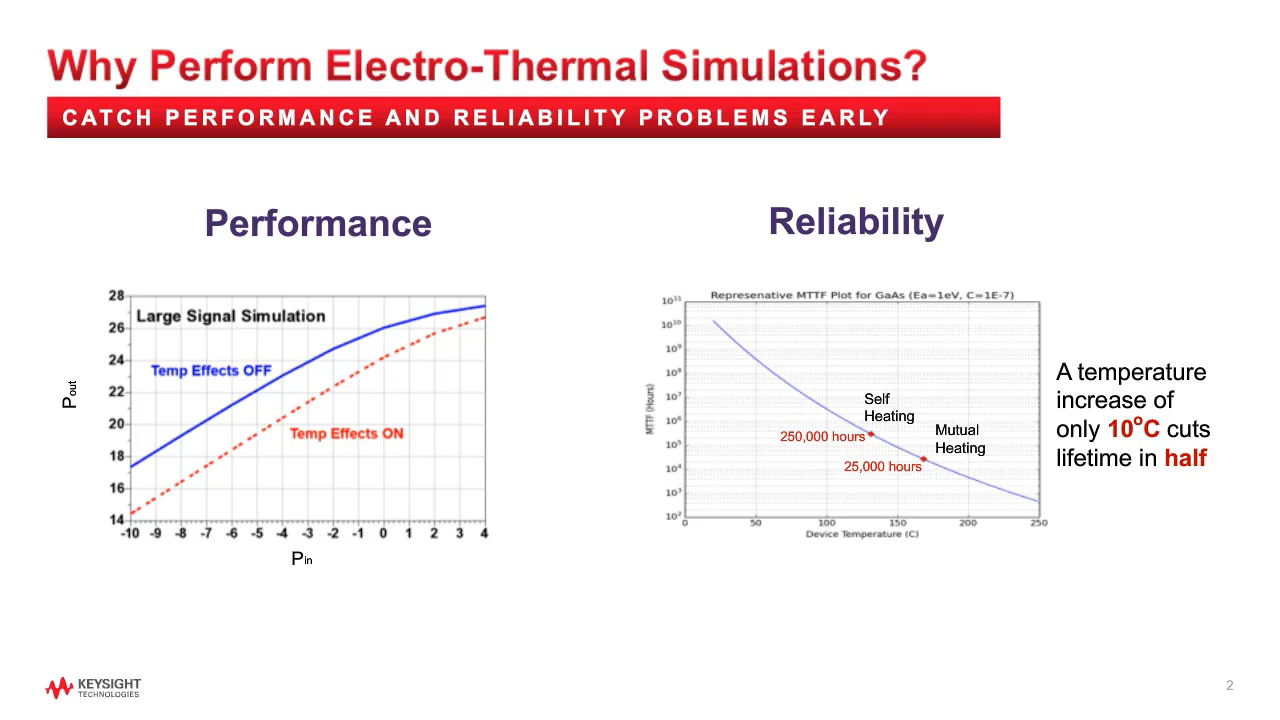 Why Perform Electro-Thermal Simulations?
CATCH PERFORMANCE AND RELIABILITY PROBLEMS EARLY
Performance
28
26
24
22
20
18
16
14
Large Signal Simulation
Temp Effects OFF
Temp Effects ON
Pout
-10 -9 -8 -7 -6 -5 -4 -3 -2 -1 0 1 2 3 4
Pin
Reliability
Represenative MTTF Plot for GaAs (Ea=1eV, C=1E-7)
10¹¹
10¹⁰
10⁹
10⁸
10⁷
10⁶
10⁵
10⁴
10³
10²
MTTF (Hours)
Self
Heating
250,000 hours
Mutual
Heating
25,000 hours
0 50 100 150 200 250
Device Temperature (C)
A temperature
increase of
only 10°C cuts
lifetime in half
KEYSIGHT
TECHNOLOGIES
2